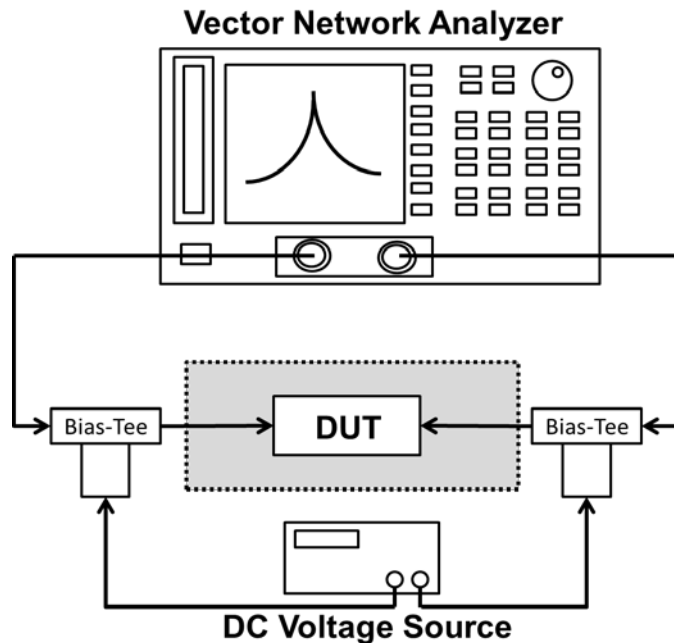 Vector Network Analyzer
Bias-Tee
DUT
Bias-Tee
DC Voltage Source